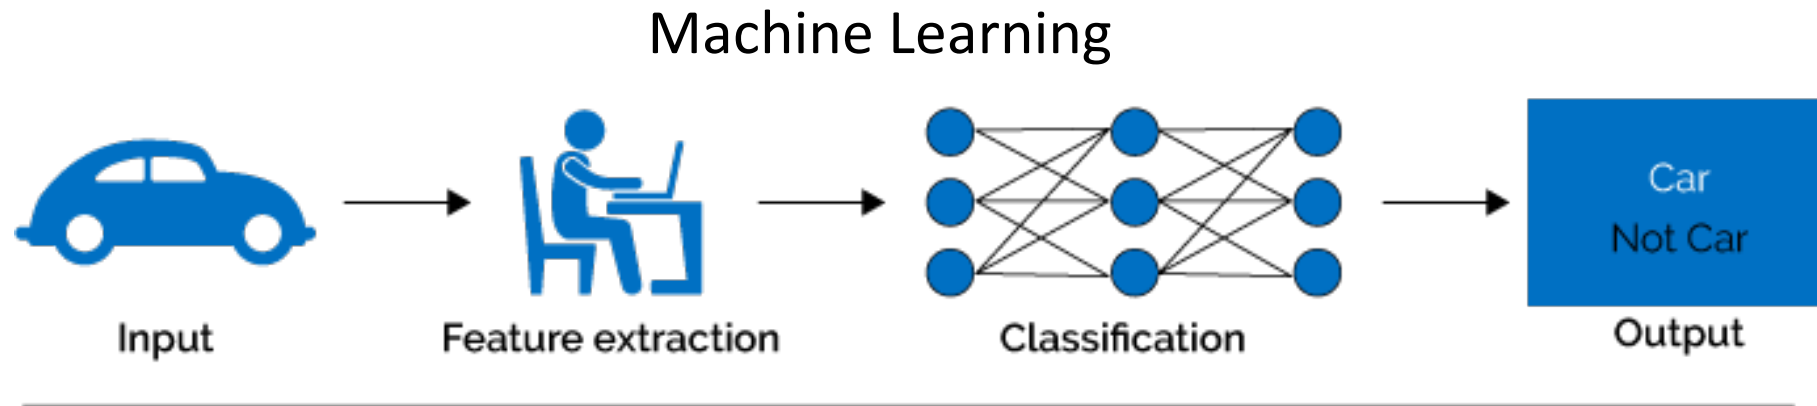 Machine Learning
Car
Not Car
Input
Feature extraction
Classification
Output